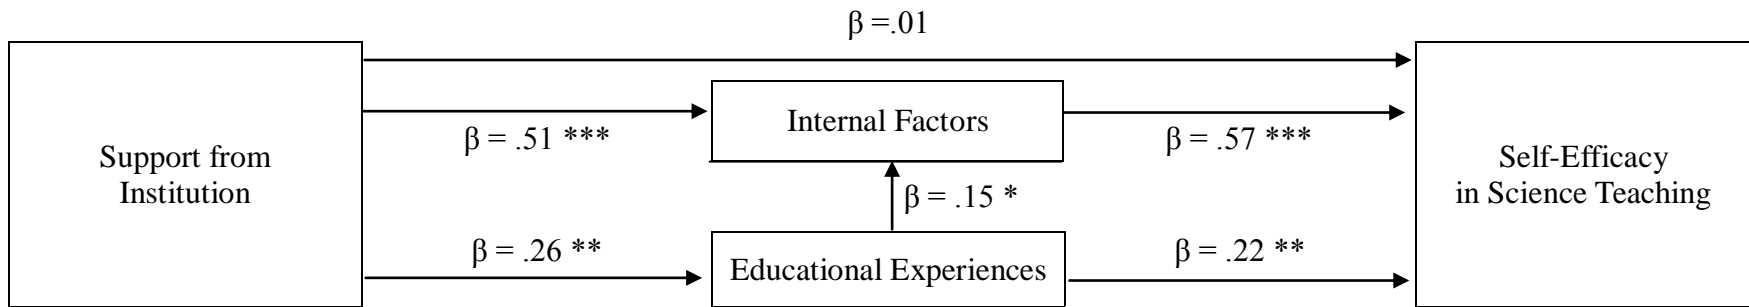 β =.01
Support from
Institution
β = .51 ***
Internal Factors
β = .57 ***
β = .15 *
β = .26 **
Educational Experiences
β = .22 **
Self-Efficacy
in Science Teaching